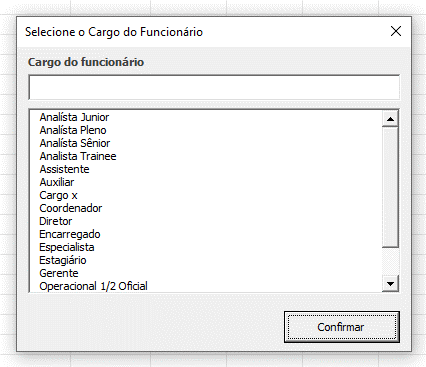 Selecione o Cargo do Funcionário
Cargo do funcionário
Analísta Junior
Analísta Pleno
Analísta Sênior
Analista Trainee
Assistente
Auxiliar
Cargo x
Coordenador
Diretor
Encarregado
Especialista
Estagiário
Gerente
Operacional 1/2 Oficial
Confirmar